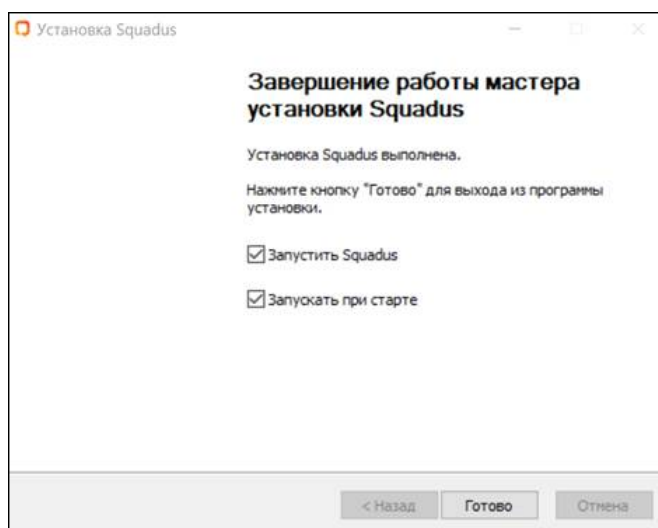 Установка Squadus
Завершение работы мастера
установки Squadus
Установка Squadus выполнена.
Нажмите кнопку "Готово" для выхода из программы
установки.
Запустить Squadus
Запускать при старте
< Назад
Готово
Отмена